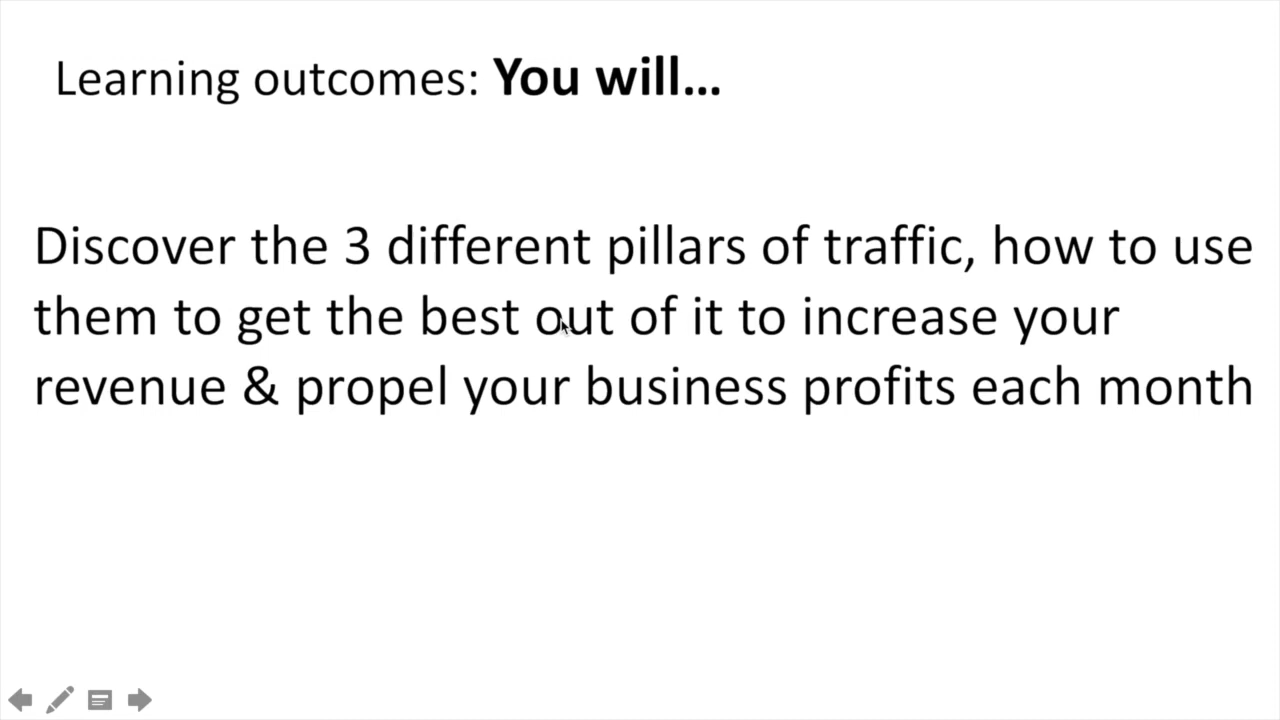 Learning outcomes: You will...
Discover the 3 different pillars of traffic, how to use
them to get the best out of it to increase your
revenue & propel your business profits each month